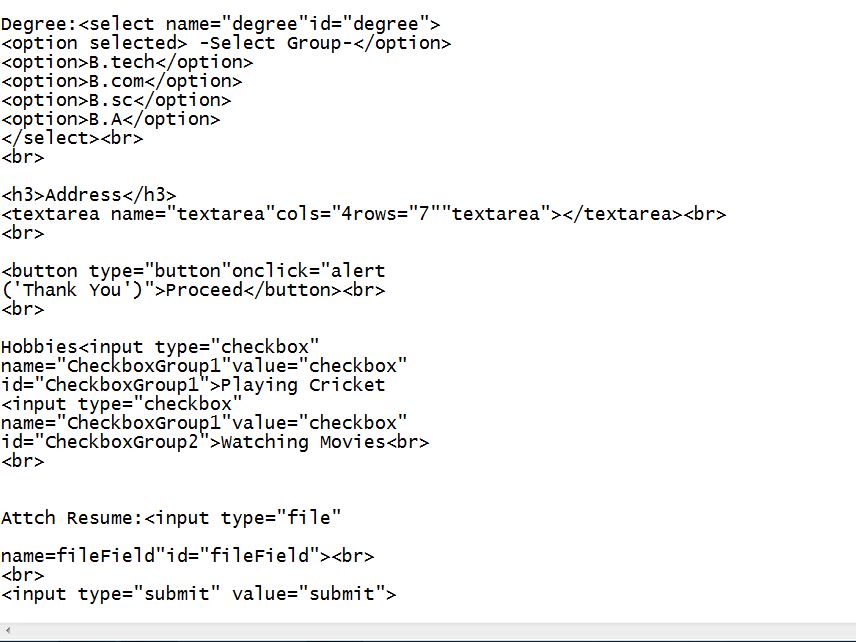 Degree:<select name="degree"id="degree">
<option selected> -Select Group-</option>
<option>B.tech</option>
<option>B.com</option>
<option>B.sc</option>
<option>B.A</option>
</select><br>
<br>
<h3>Address</h3>
<textarea name="textarea"cols="4rows="7""textarea"></textarea><br>
<br>
<button type="button"onclick="alert
('Thank You')">Proceed</button><br>
<br>
Hobbies<input type="checkbox"
name="CheckboxGroup1"value="checkbox"
id="CheckboxGroup1">Playing Cricket
<input type="checkbox"
name="CheckboxGroup1"value="checkbox"
id="CheckboxGroup2">Watching Movies<br>
<br>
Attch Resume:<input type="file"
name=fileField"id="fileField"><br>
<br>
<input type="submit" value="submit">